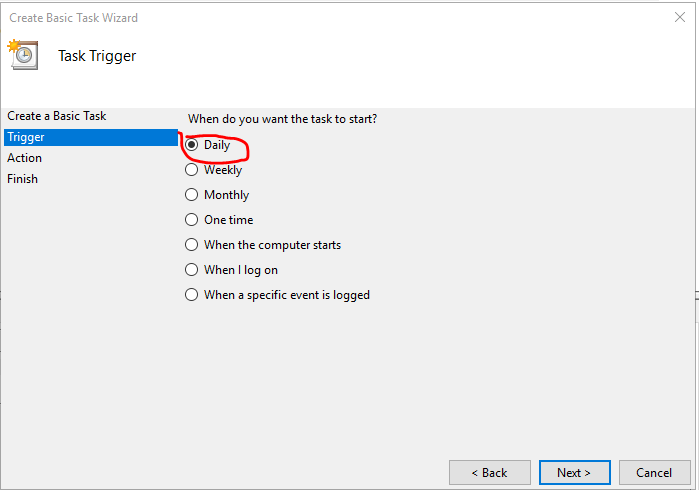 Create Basic Task Wizard
Task Trigger
Create a Basic Task
Trigger
Action
Finish
When do you want the task to start?
Daily
Weekly
Monthly
One time
When the computer starts
When I log on
When a specific event is logged
< Back
Next >
Cancel